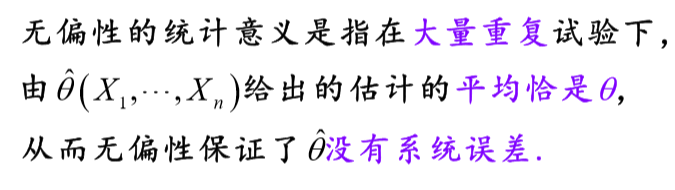 无偏性的统计意义是指在大量重复试验下，
由 θ̂(X₁,⋯,Xₙ)给出的估计的平均恰是θ,
从而无偏性保证了θ̂没有系统误差.